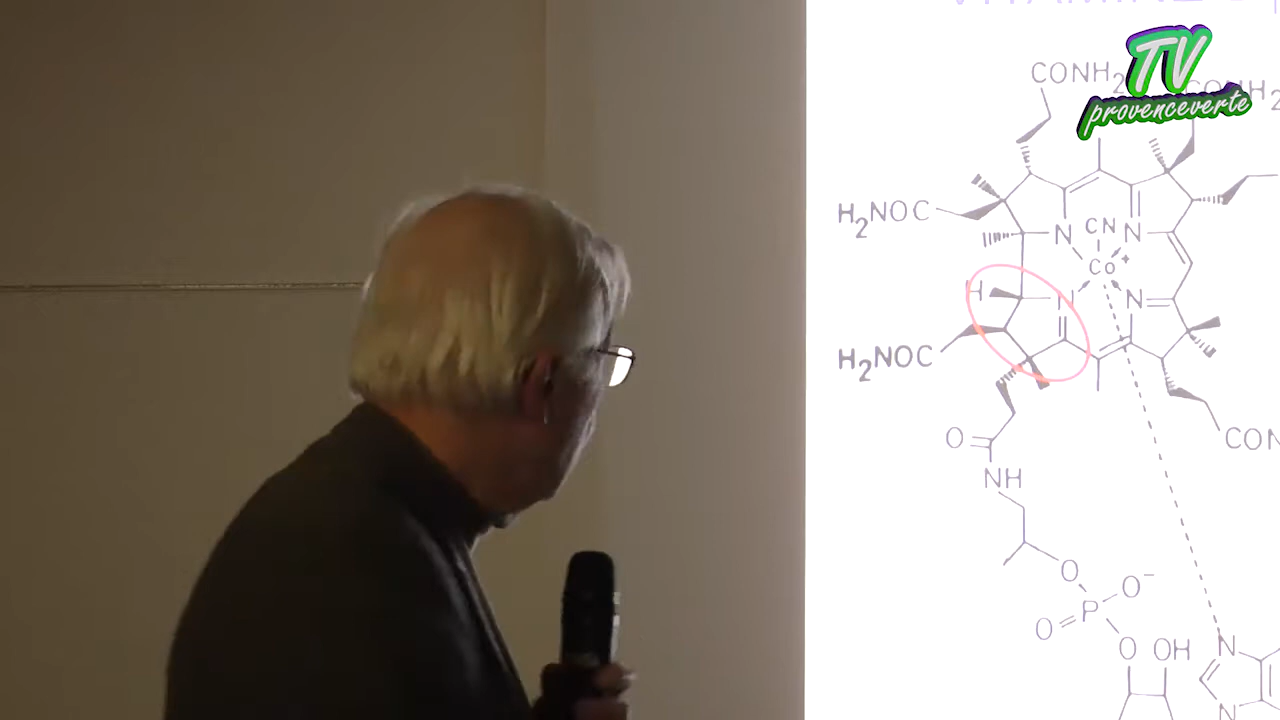 TV
provenceverte
CONH2
H2NOC
CN
N
N
Co+
H
N
N
H2NOC
O
CON
NH
O
O−
P
O
O
OH
N
N